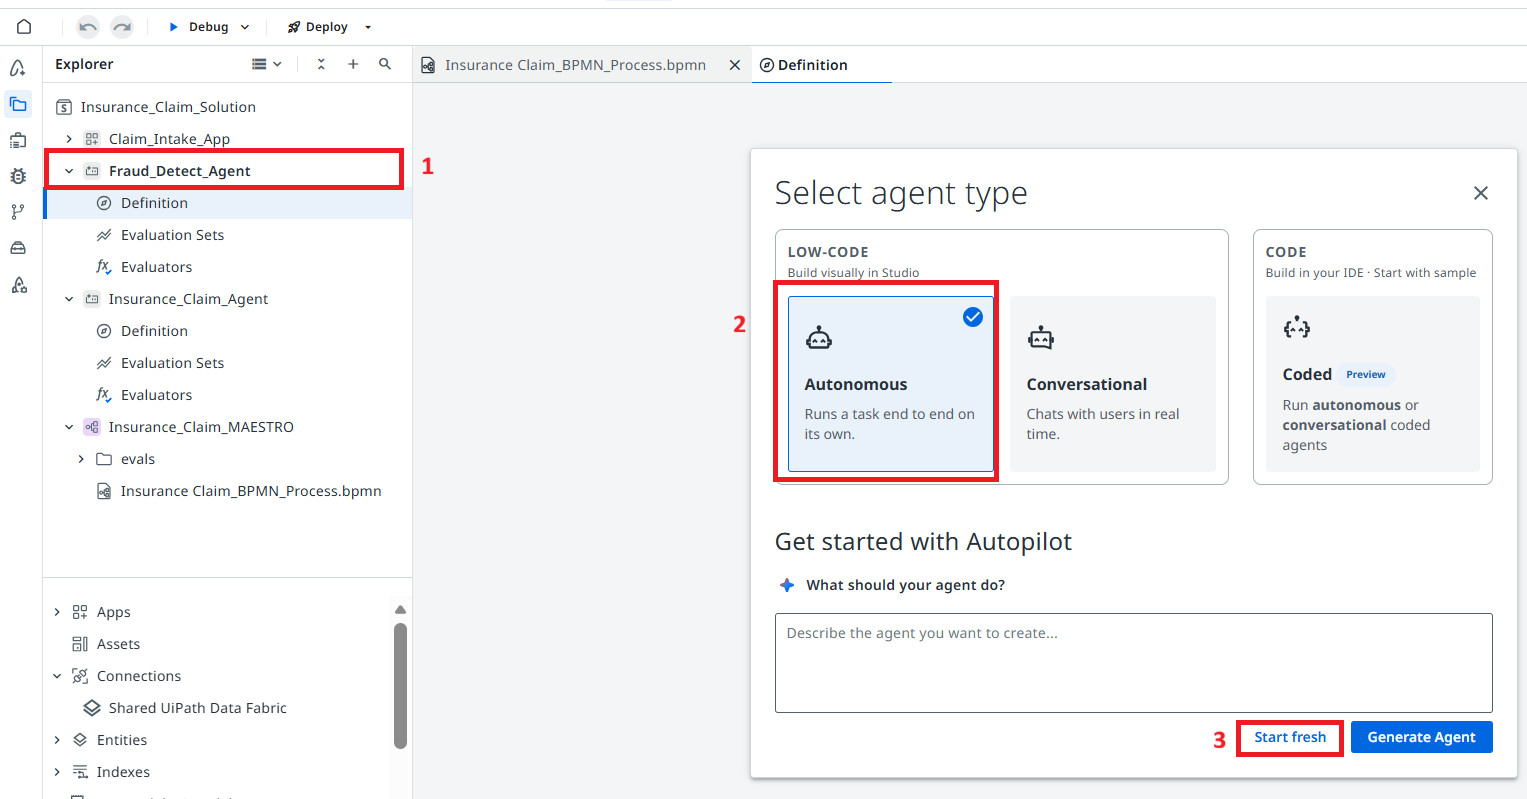 Debug
Deploy
Explorer
Insurance Claim_BPMN_Process.bpmn
Definition
Insurance_Claim_Solution
Claim_Intake_App
Fraud_Detect_Agent
1
Definition
Evaluation Sets
Evaluators
Insurance_Claim_Agent
Definition
Evaluation Sets
Evaluators
Insurance_Claim_MAESTRO
evals
Insurance Claim_BPMN_Process.bpmn
Apps
Assets
Connections
Shared UiPath Data Fabric
Entities
Indexes
Select agent type
LOW-CODE
Build visually in Studio
2
Autonomous
Runs a task end to end on
its own.
Conversational
Chats with users in real
time.
CODE
Build in your IDE · Start with sample
Coded Preview
Run autonomous or
conversational coded
agents
Get started with Autopilot
What should your agent do?
Describe the agent you want to create...
3
Start fresh
Generate Agent